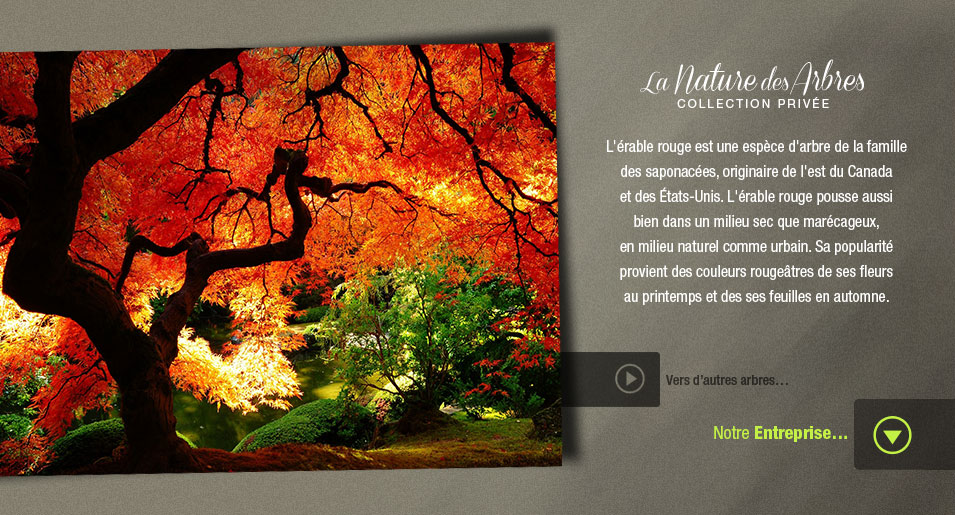 La Nature des Arbres
COLLECTION PRIVÉE
L'érable rouge est une espèce d'arbre de la famille
des saponacées, originaire de l'est du Canada
et des États-Unis. L'érable rouge pousse aussi
bien dans un milieu sec que marécageux,
en milieu naturel comme urbain. Sa popularité
provient des couleurs rougeâtres de ses fleurs
au printemps et des ses feuilles en automne.
Vers d'autres arbres...
Notre Entreprise...